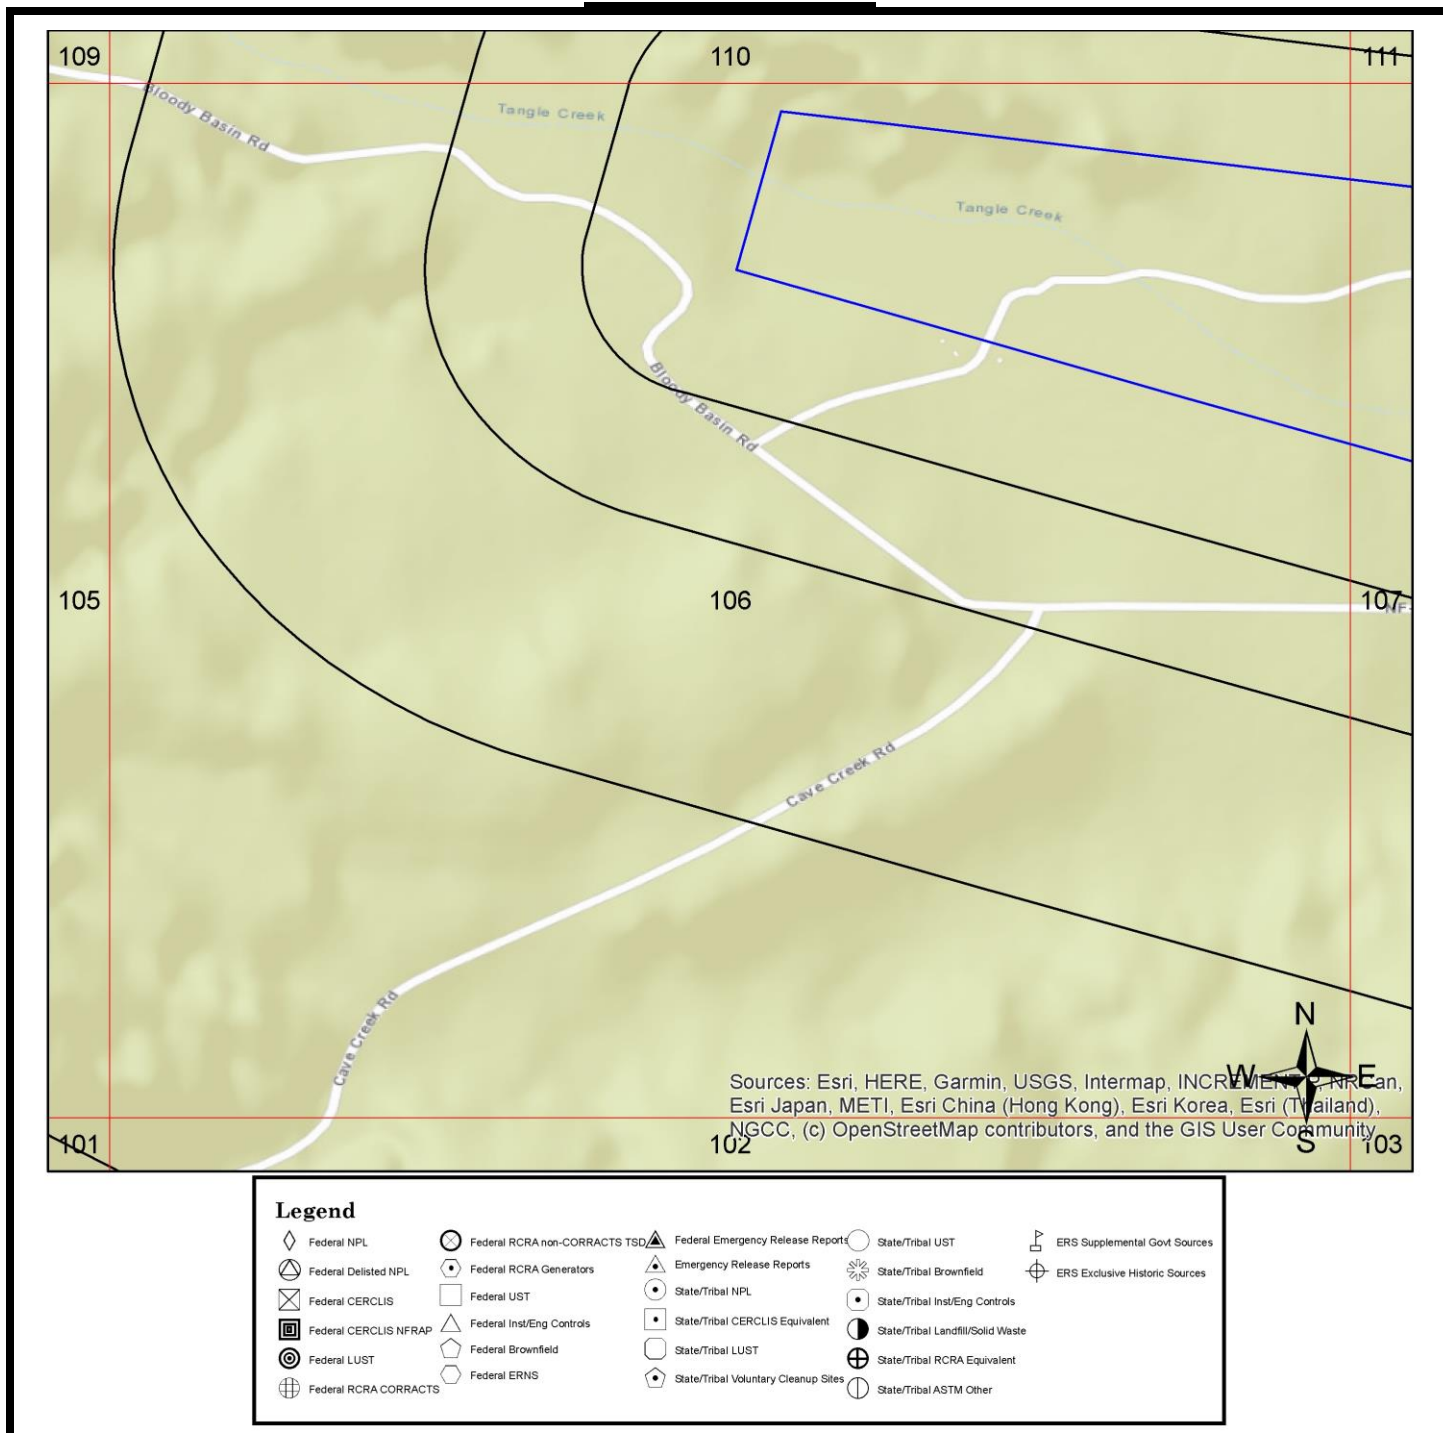 109
110
111
Bloody Basin Rd
Tangle Creek
Tangle Creek
Bloody Basin Rd
105
106
107
NF-
Cave Creek Rd
Cave Creek Rd
N
W
E
S
Sources: Esri, HERE, Garmin, USGS, Intermap, INCREMENT P, NRCan,
Esri Japan, METI, Esri China (Hong Kong), Esri Korea, Esri (Thailand),
NGCC, (c) OpenStreetMap contributors, and the GIS User Community
101
102
103
Legend
Federal NPL
Federal Delisted NPL
Federal CERCLIS
Federal CERCLIS NFRAP
Federal LUST
Federal RCRA CORRACTS
Federal RCRA non-CORRACTS TSD
Federal RCRA Generators
Federal UST
Federal Inst/Eng Controls
Federal Brownfield
Federal ERNS
Federal Emergency Release Reports
Emergency Release Reports
State/Tribal NPL
State/Tribal CERCLIS Equivalent
State/Tribal LUST
State/Tribal Voluntary Cleanup Sites
State/Tribal UST
State/Tribal Brownfield
State/Tribal Inst/Eng Controls
State/Tribal Landfill/Solid Waste
State/Tribal RCRA Equivalent
State/Tribal ASTM Other
ERS Supplemental Govt Sources
ERS Exclusive Historic Sources